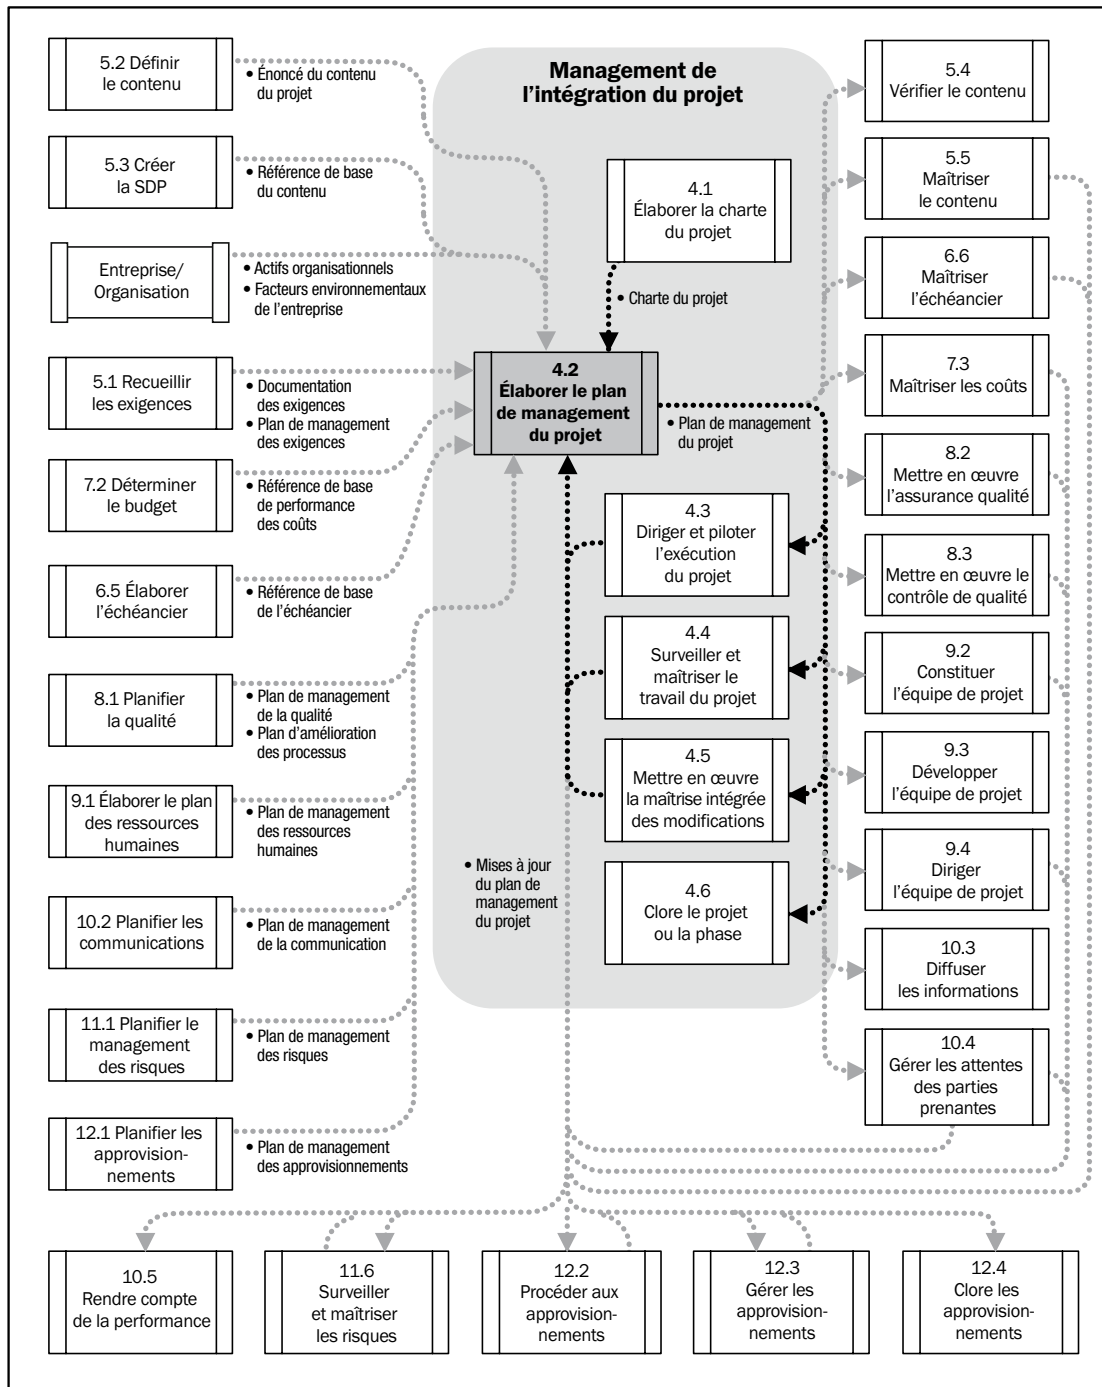 Management de
l’intégration du projet
5.2 Définir
le contenu
• Énoncé du contenu
du projet
5.3 Créer
la SDP
• Référence de base
du contenu
Entreprise/
Organisation
• Actifs organisationnels
• Facteurs environnementaux
de l’entreprise
5.1 Recueillir
les exigences
• Documentation
des exigences
• Plan de management
des exigences
7.2 Déterminer
le budget
• Référence de base
de performance
des coûts
6.5 Élaborer
l’échéancier
• Référence de base
de l’échéancier
8.1 Planifier
la qualité
• Plan de management
de la qualité
• Plan d’amélioration
des processus
9.1 Élaborer le plan
des ressources
humaines
• Plan de management
des ressources
humaines
10.2 Planifier les
communications
• Plan de management
de la communication
11.1 Planifier le
management
des risques
• Plan de management
des risques
12.1 Planifier les
approvision-
nements
• Plan de management
des approvisionnements
4.1
Élaborer la charte
du projet
• Charte du projet
4.2
Élaborer le plan
de management
du projet
• Plan de management
du projet
4.3
Diriger et piloter
l’exécution
du projet
4.4
Surveiller et
maîtriser le
travail du projet
4.5
Mettre en œuvre
la maîtrise intégrée
des modifications
• Mises à jour
du plan de
management
du projet
4.6
Clore le projet
ou la phase
5.4
Vérifier le contenu
5.5
Maîtriser
le contenu
6.6
Maîtriser
l’échéancier
7.3
Maîtriser les coûts
8.2
Mettre en œuvre
l’assurance qualité
8.3
Mettre en œuvre le
contrôle de qualité
9.2
Constituer
l’équipe de projet
9.3
Développer
l’équipe de projet
9.4
Diriger
l’équipe de projet
10.3
Diffuser
les informations
10.4
Gérer les attentes
des parties
prenantes
10.5
Rendre compte
de la performance
11.6
Surveiller
et maîtriser
les risques
12.2
Procéder aux
approvision-
nements
12.3
Gérer les
approvision-
nements
12.4
Clore les
approvision-
nements